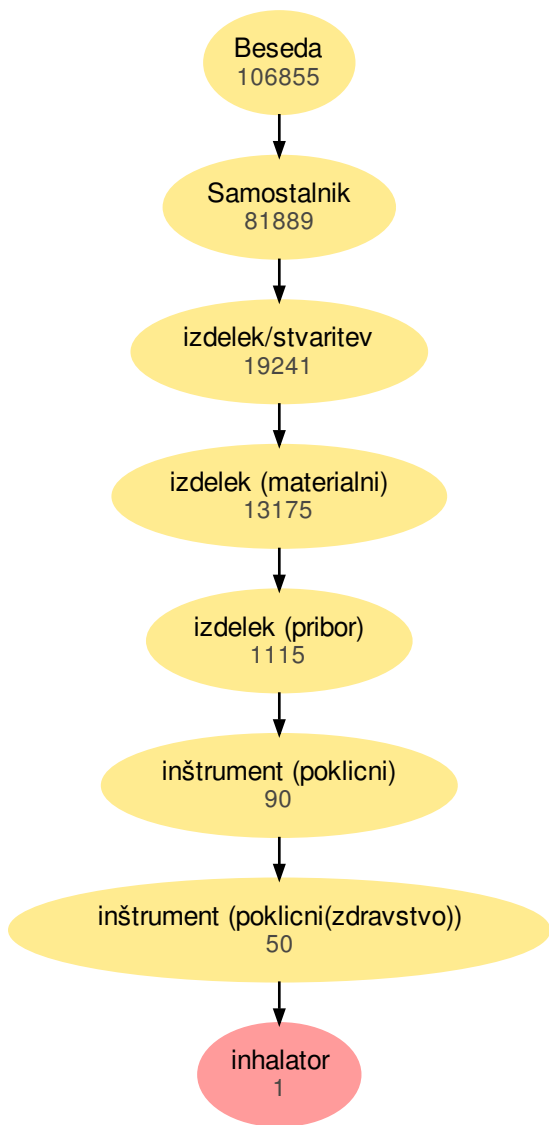 Beseda
106855
Samostalnik
81889
izdelek/stvaritev
19241
izdelek (materialni)
13175
izdelek (pribor)
1115
inštrument (poklicni)
90
inštrument (poklicni(zdravstvo))
50
inhalator
1